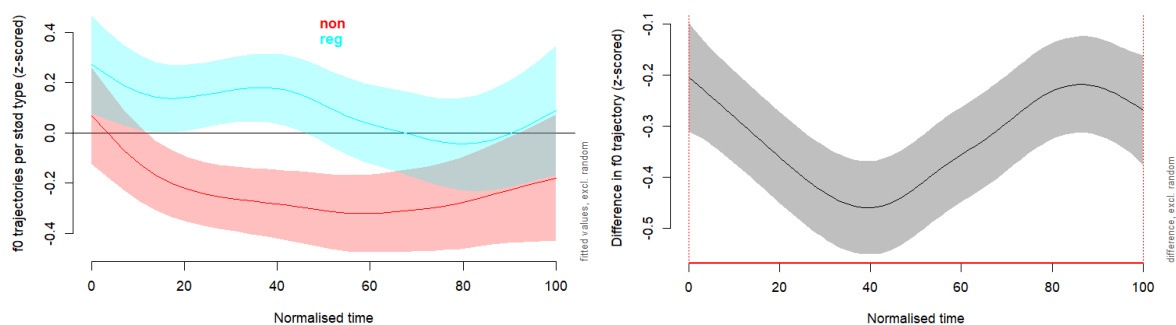 non
reg
f0 trajectories per stød type (z-scored)
0.4
0.2
0.0
-0.2
-0.4
0
20
40
60
80
100
Normalised time
fitted values, excl. random
Difference in f0 trajectory (z-scored)
-0.1
-0.2
-0.3
-0.4
-0.5
0
20
40
60
80
100
Normalised time
difference, excl. random